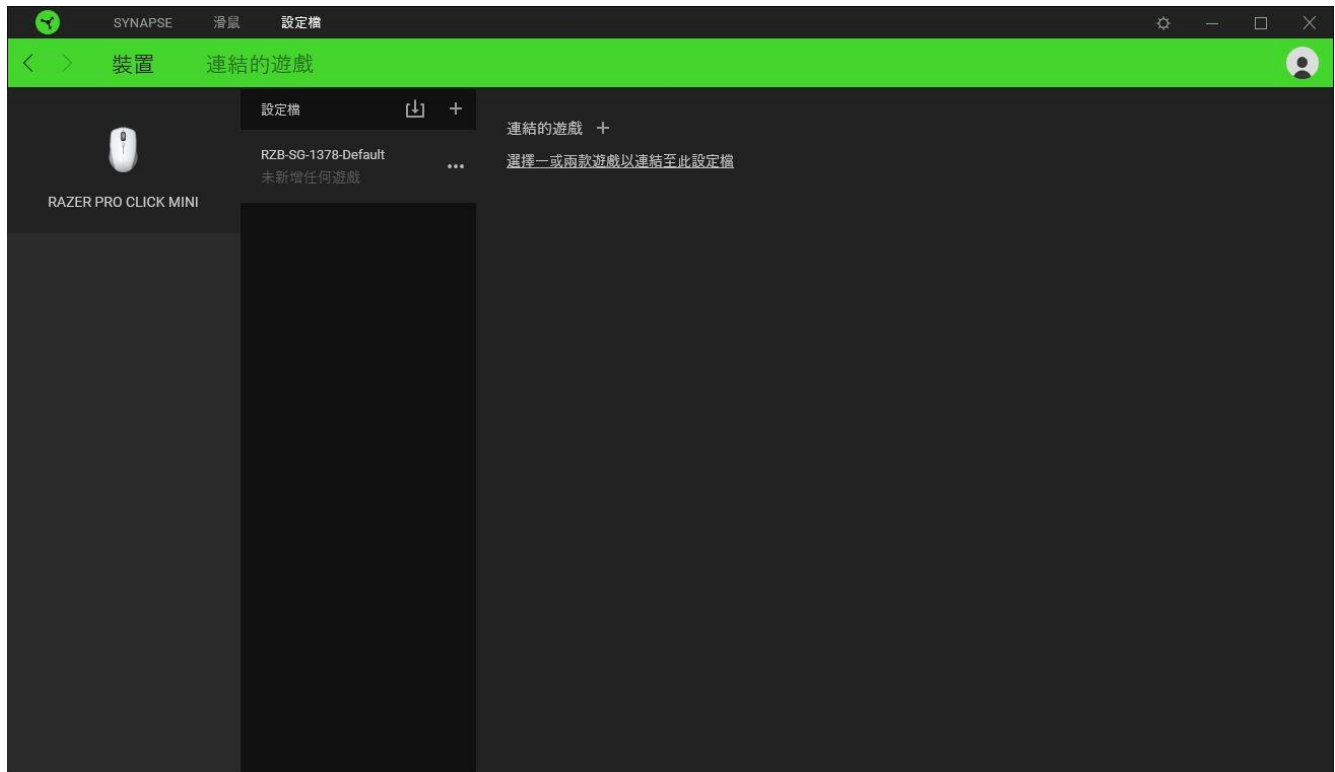 SYNAPSE 滑鼠 設定檔
裝置 連結的遊戲
RAZER PRO CLICK MINI
設定檔
RZB-SG-1378-Default
未新增任何遊戲
連結的遊戲
選擇一或兩款遊戲以連結至此設定檔